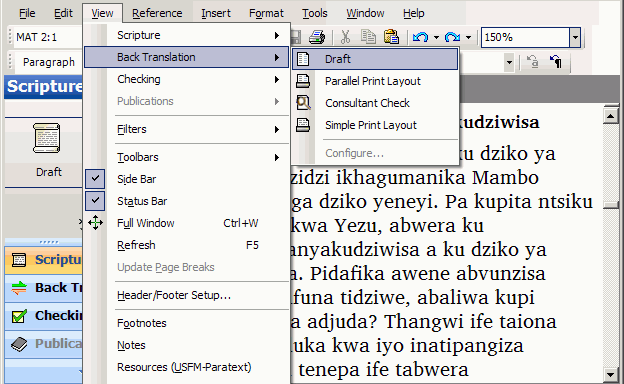 File Edit View Reference Insert Format Tools Window Help
MAT 2:1
150%
Paragraph
Scripture
Draft
Scriptur
Back Tr
Checkin
Publica
Scripture
Back Translation
Checking
Publications
Filters
Toolbars
Side Bar
Status Bar
Full Window Ctrl+W
Refresh F5
Update Page Breaks
Header/Footer Setup...
Footnotes
Notes
Resources (USFM-Paratext)
Draft
Parallel Print Layout
Consultant Check
Simple Print Layout
Configure...
kudziwisa
ku dziko ya
zidzi ikhagumanika Mambo
ga dziko yeneyi. Pa kupita ntsiku
kwa Yezu, abwera ku
anyakudziwisa a ku dziko ya
a. Pidafika awene abvunzisa
funa tidziwe, abaliwa kupi
a adjuda? Thangwi ife taiona
uka kwa iyo inatipangiza
tenepa ife tabwera